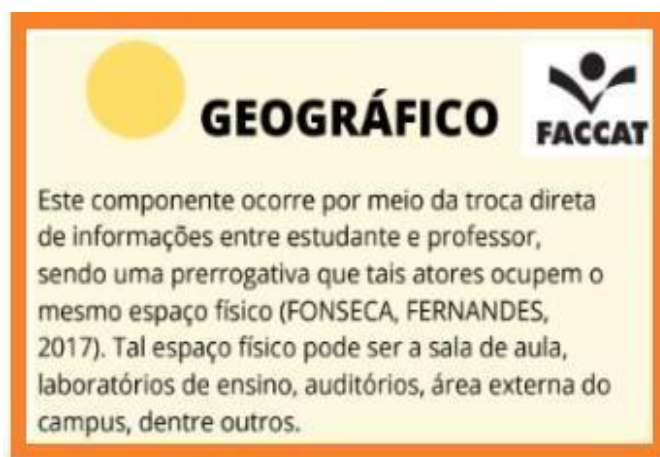 GEOGRÁFICO
FACCAT
Este componente ocorre por meio da troca direta
de informações entre estudante e professor,
sendo uma prerrogativa que tais atores ocupem o
mesmo espaço físico (FONSECA, FERNANDES,
2017). Tal espaço físico pode ser a sala de aula,
laboratórios de ensino, auditórios, área externa do
campus, dentre outros.